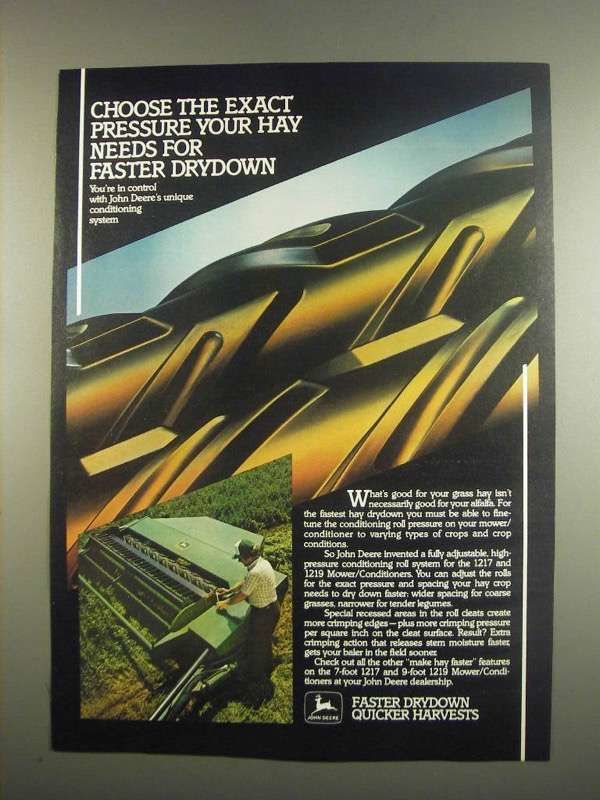 CHOOSE THE EXACT
PRESSURE YOUR HAY
NEEDS FOR
FASTER DRYDOWN
You're in control
with John Deere's unique
conditioning
system
What's good for your grass hay isn't
necessarily good for your alfalfa. For
the fastest hay drydown you must be able to fine-
tune the conditioning roll pressure on your mower/
conditioner to varying types of crops and crop
conditions.
So John Deere invented a fully adjustable, high-
pressure conditioning roll system for the 1217 and
1219 Mower/Conditioners. You can adjust the rolls
for the exact pressure and spacing your hay crop
needs to dry down faster: wider spacing for coarse
grasses, narrower for tender legumes.
Special recessed areas in the roll cleats create
more crimping edges—plus more crimping pressure
per square inch on the cleat surface. Result? Extra
crimping action that releases stem moisture faster,
gets your baler in the field sooner.
Check out all the other "make hay faster" features
on the 7-foot 1217 and 9-foot 1219 Mower/Condi-
tioners at your John Deere dealership.
JOHN DEERE
FASTER DRYDOWN
QUICKER HARVESTS